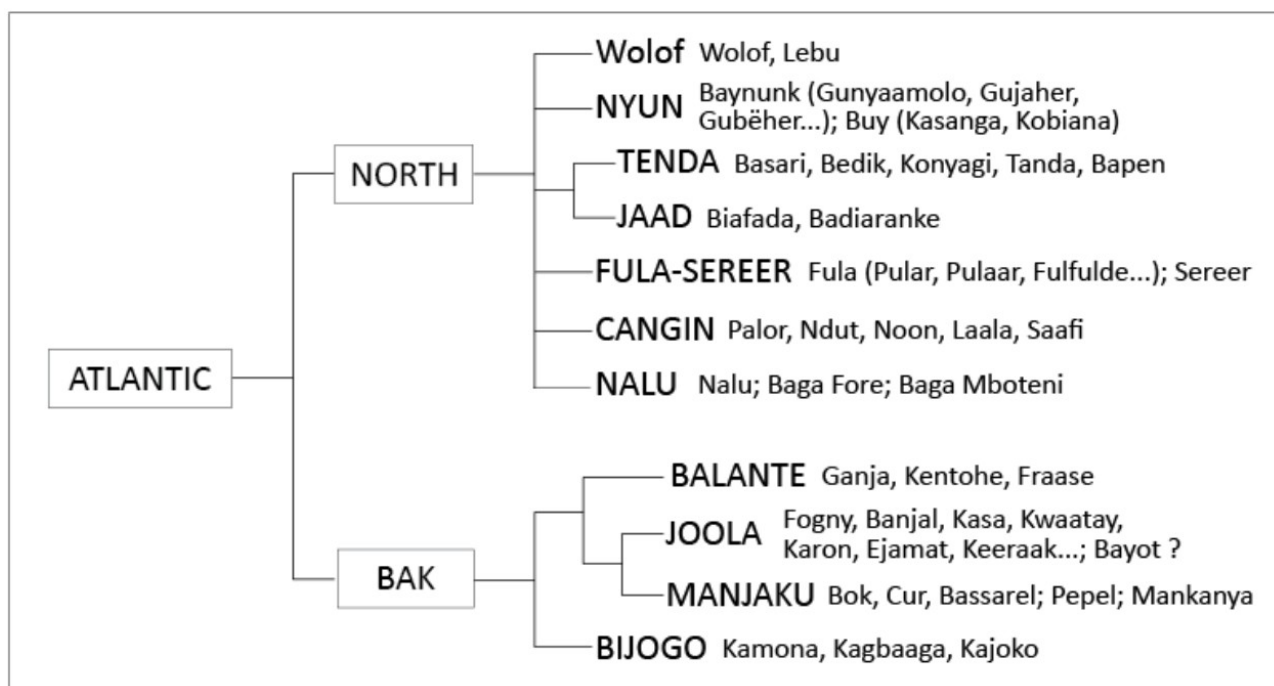 Wolof Wolof, Lebu
NYUN Baynunk (Gunyaamolo, Gujaher,
Gubëher...); Buy (Kasanga, Kobiana)
NORTH
TENDA Basari, Bedik, Konyagi, Tanda, Bapen
JAAD Biafada, Badiaranke
FULA-SEREER Fula (Pular, Pulaar, Fulfulde...); Sereer
CANGIN Palor, Ndut, Noon, Laala, Saafi
ATLANTIC
NALU Nalu; Baga Fore; Baga Mboteni
BALANTE Ganja, Kentohe, Fraase
JOOLA Fogny, Banjal, Kasa, Kwaatay,
Karon, Ejamat, Keeraak...; Bayot ?
BAK
MANJAKU Bok, Cur, Bassarel; Pepel; Mankanya
BIJOGO Kamona, Kagbaaga, Kajoko